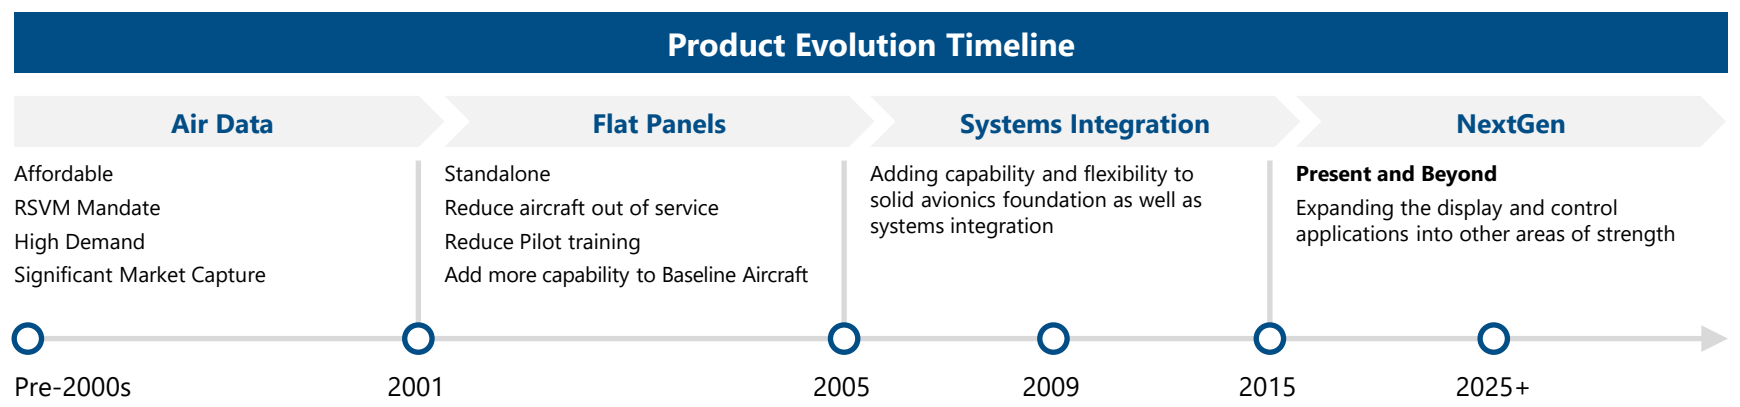 Product Evolution Timeline
Air Data
Affordable
RSVM Mandate
High Demand
Significant Market Capture
Flat Panels
Standalone
Reduce aircraft out of service
Reduce Pilot training
Add more capability to Baseline Aircraft
Systems Integration
Adding capability and flexibility to
solid avionics foundation as well as
systems integration
NextGen
Present and Beyond
Expanding the display and control
applications into other areas of strength
Pre-2000s
2001
2005
2009
2015
2025+